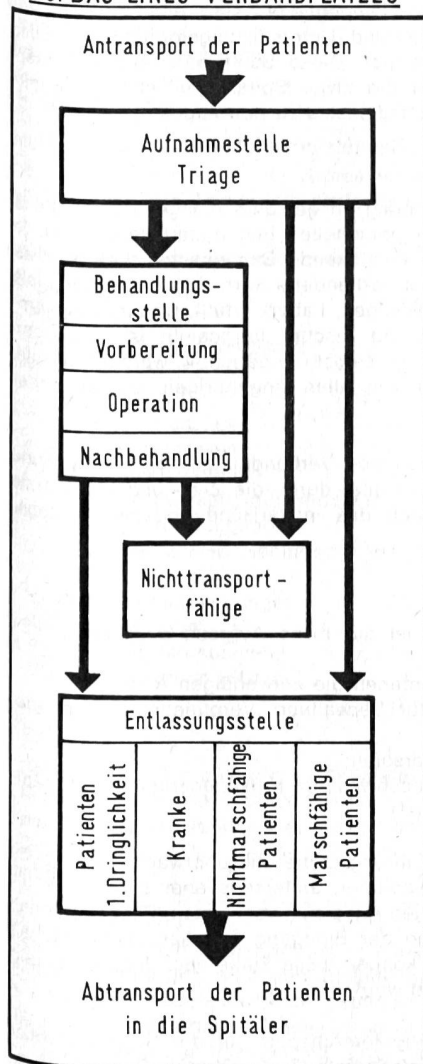 Antransport der Patienten
Aufnahmestelle
Triage
Behandlungs-
stelle
Vorbereitung
Operation
Nachbehandlung
Nichttransport-
fähige
Entlassungsstelle
Patienten
1.Dringlichkeit
Kranke
Nichtmarschfähige
Patienten
Marschfähige
Patienten
Abtransport der Patienten
in die Spitäler